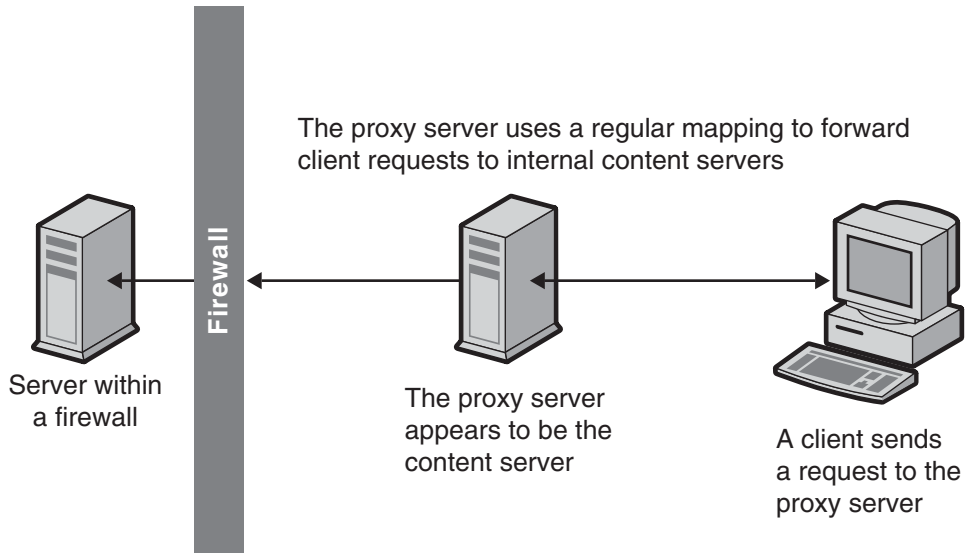 The proxy server uses a regular mapping to forward
client requests to internal content servers
Firewall
Server within
a firewall
The proxy server
appears to be the
content server
A client sends
a request to the
proxy server